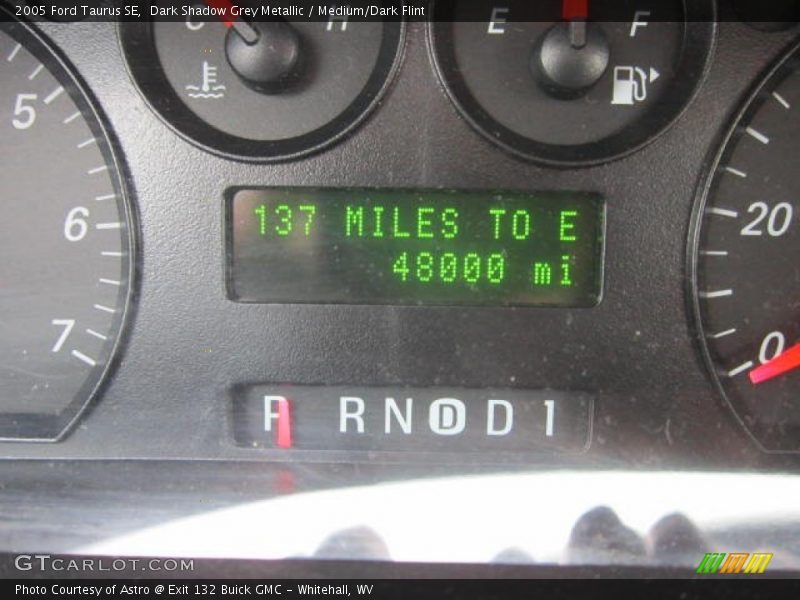 2005 Ford Taurus SE,  Dark Shadow Grey Metallic / Medium/Dark Flint
C H E F
5
6
7
137 MILES TO E
48000 mi
20
0
P R N D D 1
GTCARLOT.COM
Photo Courtesy of Astro @ Exit 132 Buick GMC - Whitehall, WV